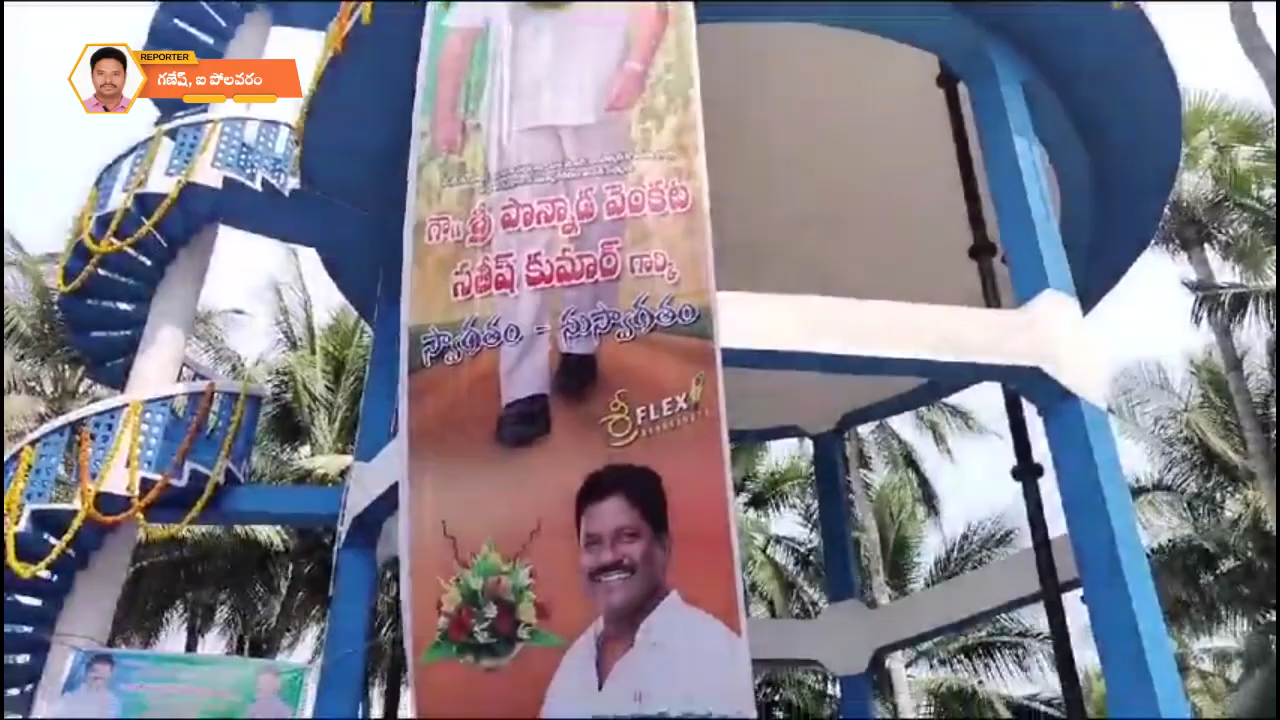 REPORTER
గణేష్, ఐ పోలవరం
గౌ౹౹ శ్రీ పొన్నాడ వెంకట
సతీష్ కుమార్ గార్కి
స్వాగతం - సుస్వాగతం
శ్రీ FLEX